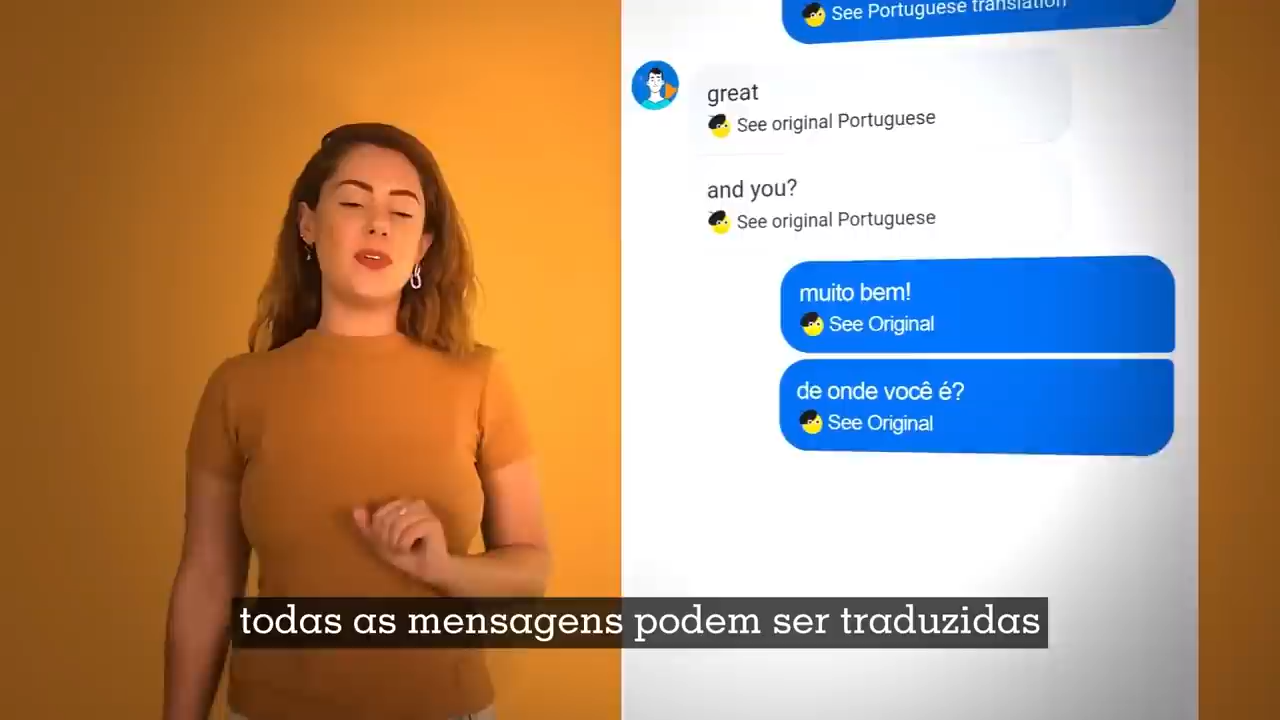 See Portuguese translation
great
See original Portuguese
and you?
See original Portuguese
muito bem!
See Original
de onde você é?
See Original
todas as mensagens podem ser traduzidas